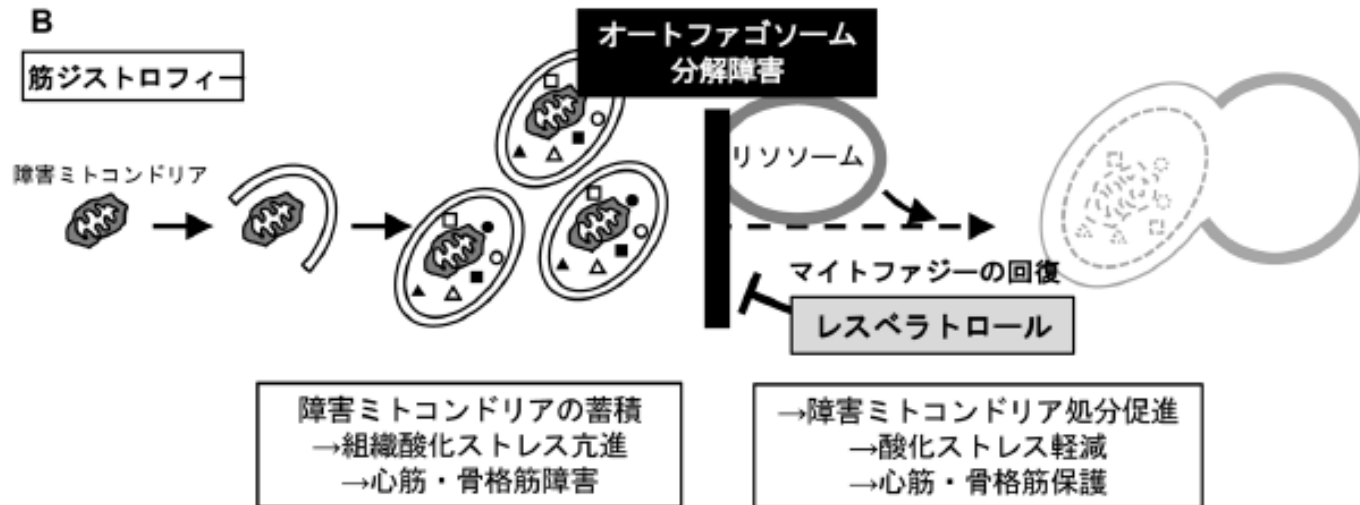 B
筋ジストロフィー
オートファゴソーム
分解障害
障害ミトコンドリア
リソソーム
マイトファジーの回復
レスベラトロール
障害ミトコンドリアの蓄積
→組織酸化ストレス亢進
→心筋・骨格筋障害
→障害ミトコンドリア処分促進
→酸化ストレス軽減
→心筋・骨格筋保護